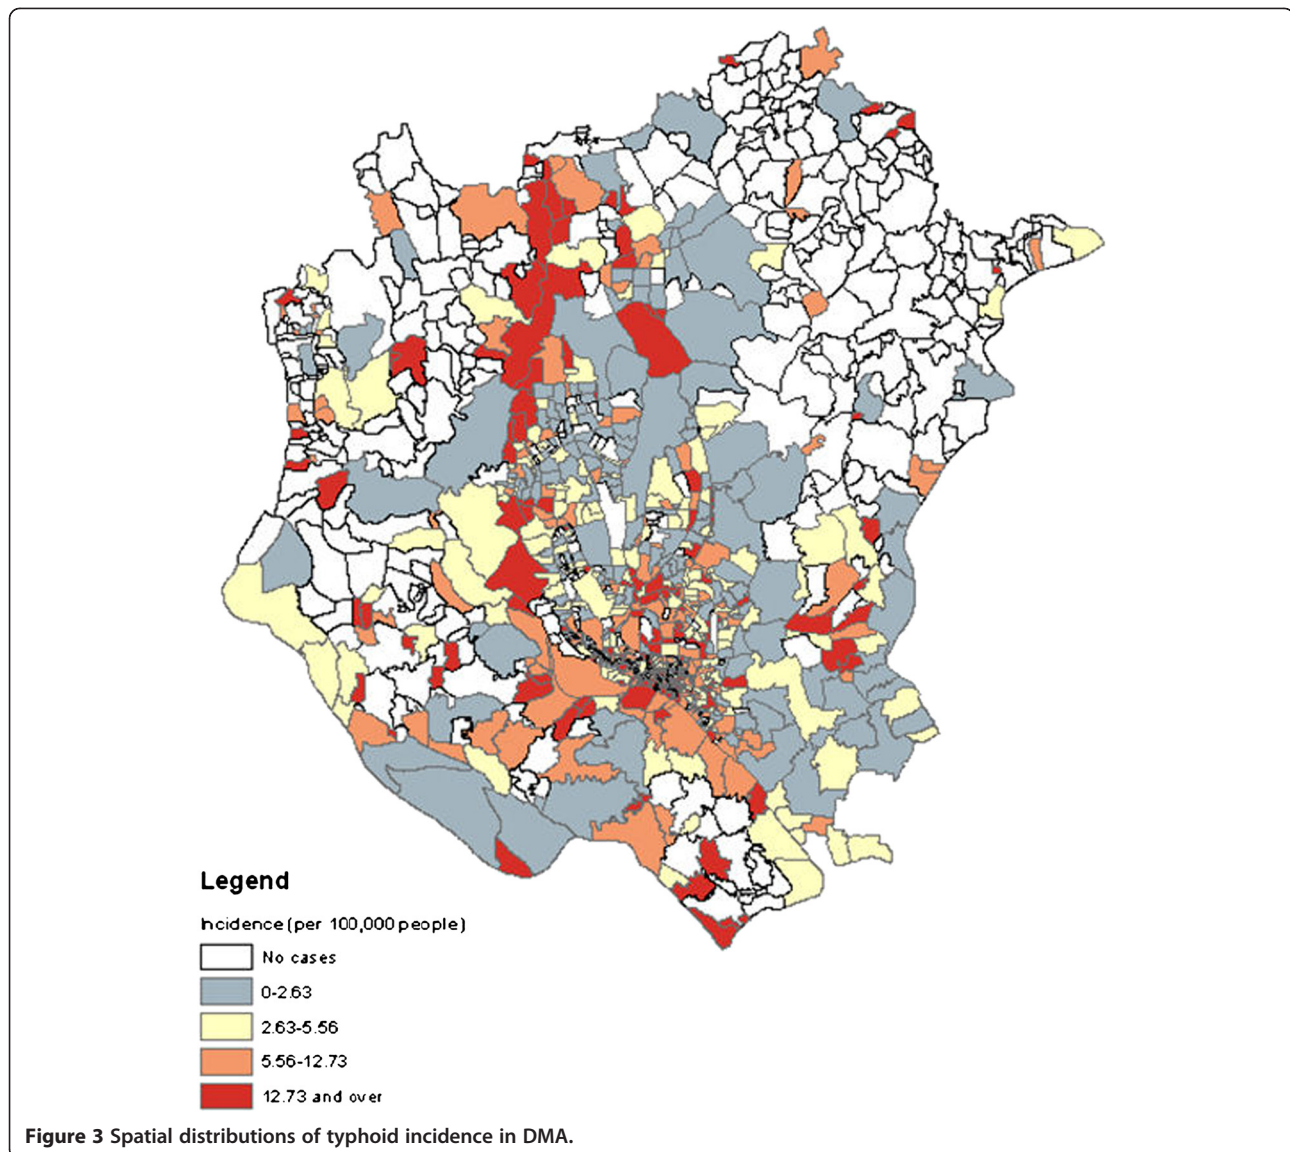 Legend
Incidence (per 100,000 people)
No cases
0-2.63
2.63-5.56
5.56-12.73
12.73 and over
Figure 3 Spatial distributions of typhoid incidence in DMA.